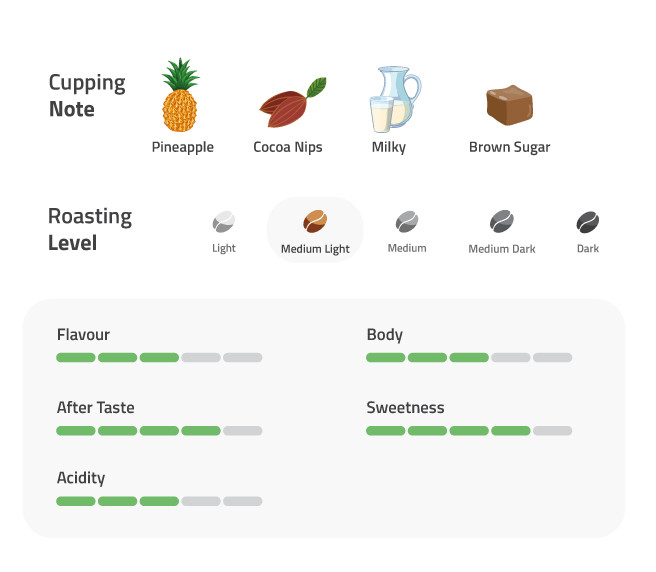 Cupping
Note
Pineapple
Cocoa Nips
Milky
Brown Sugar
Roasting
Level
Light
Medium Light
Medium
Medium Dark
Dark
Flavour
Body
After Taste
Sweetness
Acidity